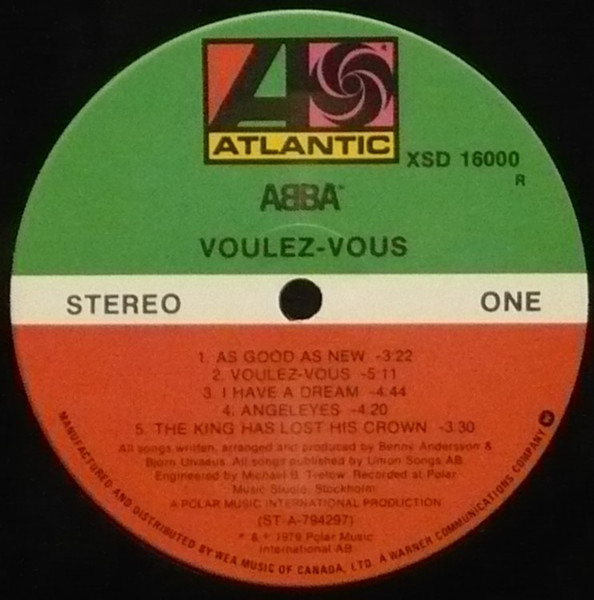 ATLANTIC
XSD 16000
R
ABBA
VOULEZ-VOUS
STEREO
ONE
1. AS GOOD AS NEW -3:22
2. VOULEZ-VOUS -5:11
3. I HAVE A DREAM -4:44
4. ANGELEYES -4:20
5. THE KING HAS LOST HIS CROWN -3:30
All songs written, arranged and produced by Benny Andersson &
Bjorn Ulvaeus. All songs published by Union Songs AB.
Engineered by Michael B. Tretow. Recorded at Polar
Music Studio, Stockholm
A POLAR MUSIC INTERNATIONAL PRODUCTION
(ST-A-794297)
& 1979 Polar Music
International AB
MANUFACTURED AND DISTRIBUTED BY WEA MUSIC OF CANADA, LTD. A WARNER COMMUNICATIONS COMPANY